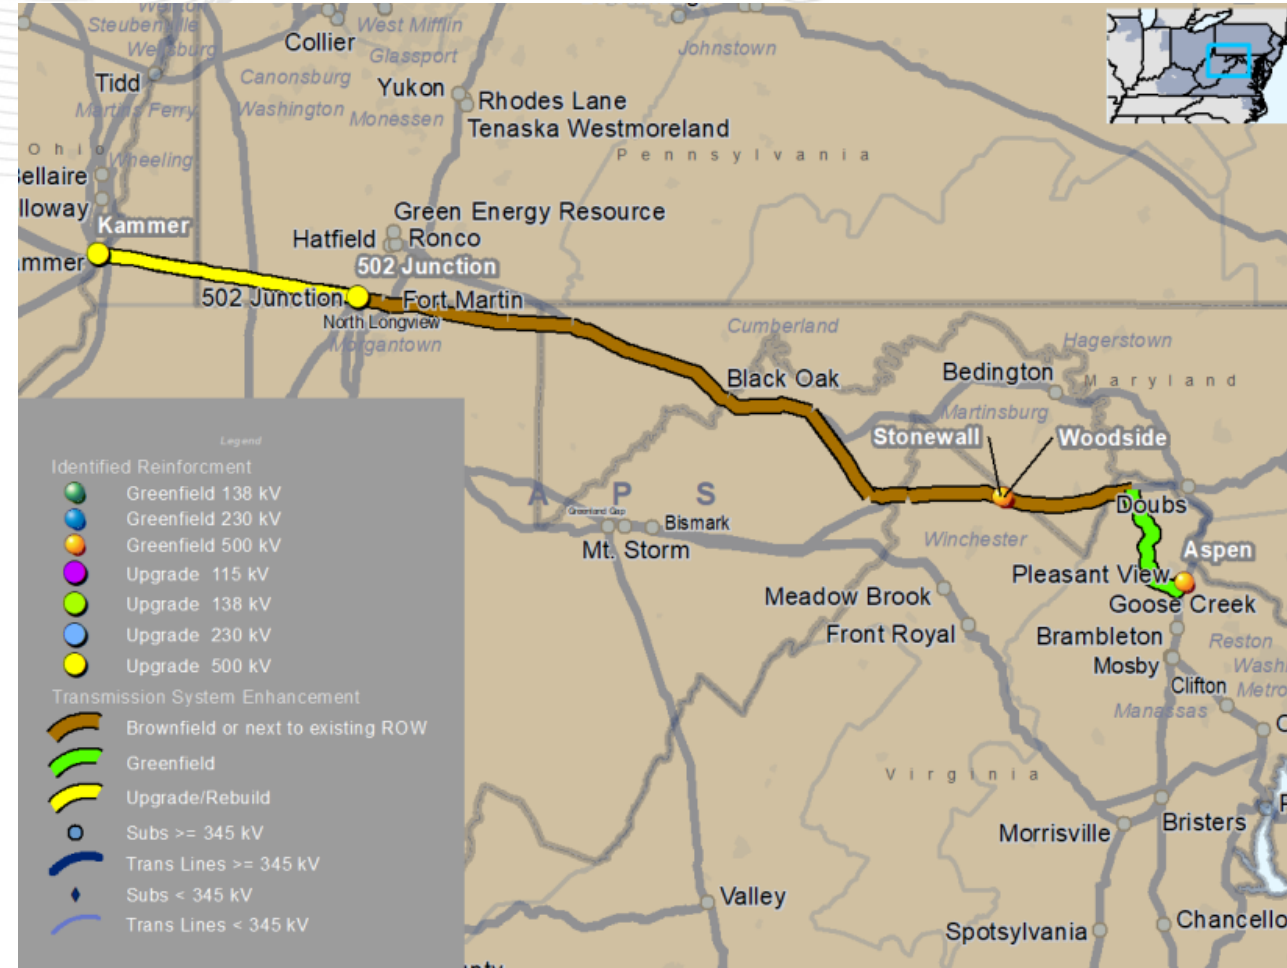 Steubenville
Collier
West Mifflin
Wellsburg
Glassport
Johnstown
Tidd
Canonsburg
Yukon
Rhodes Lane
Martins Ferry
Washington
Monessen
Tenaska Westmoreland
Ohio
Wheeling
Pennsylvania
Bellaire
lloway
Kammer
Green Energy Resource
Hatfield
Ronco
ammer
502 Junction
502 Junction
Fort Martin
North Longview
Morgantown
Cumberland
Hagerstown
Black Oak
Bedington
Maryland
Martinsburg
Stonewall
Woodside
A P S
Greenland Gap
Bismark
Mt. Storm
Doubs
Winchester
Aspen
Pleasant View
Meadow Brook
Goose Creek
Front Royal
Brambleton
Reston
Mosby
Wash
Clifton
Metro
Manassas
Virginia
Morrisville
Bristers
Valley
Spotsylvania
Chancello
Legend
Identified Reinforcment
Greenfield 138 kV
Greenfield 230 kV
Greenfield 500 kV
Upgrade 115 kV
Upgrade 138 kV
Upgrade 230 kV
Upgrade 500 kV
Transmission System Enhancement
Brownfield or next to existing ROW
Greenfield
Upgrade/Rebuild
Subs >= 345 kV
Trans Lines >= 345 kV
Subs < 345 kV
Trans Lines < 345 kV